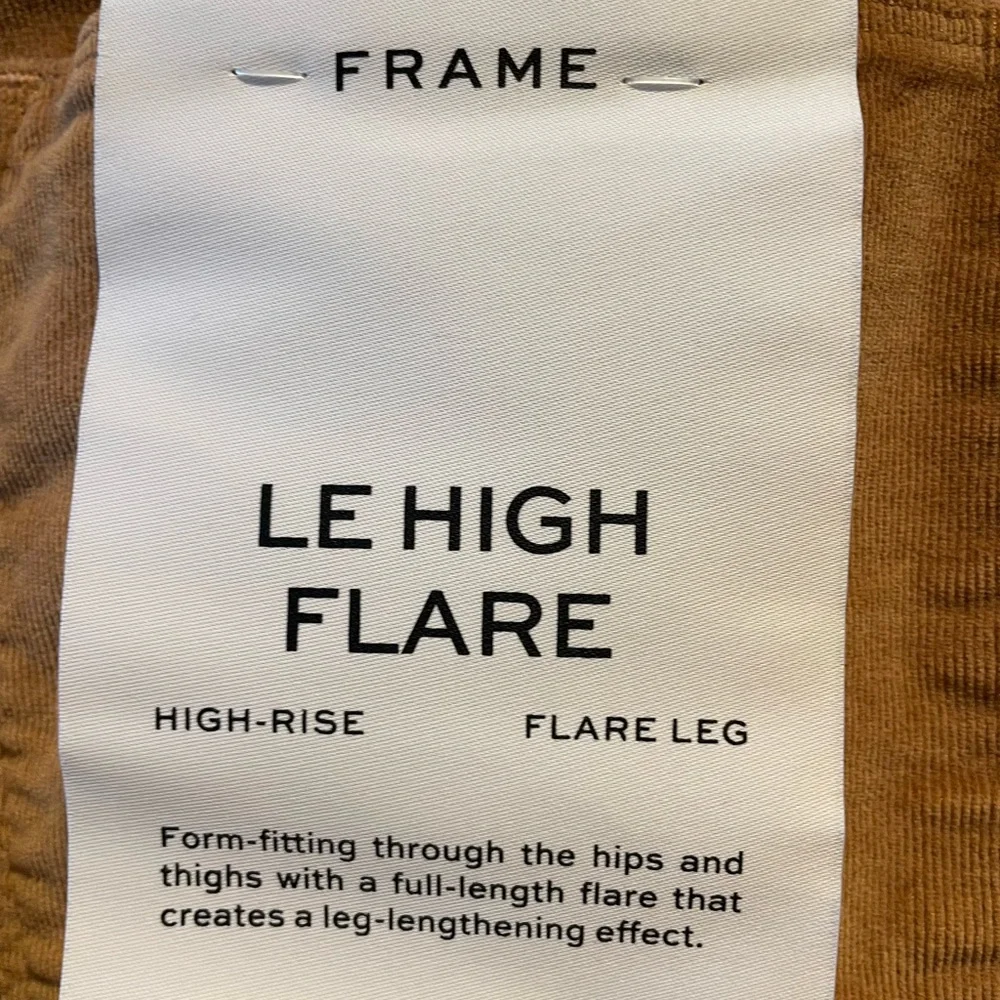 FRAME
LE HIGH
FLARE
HIGH-RISE FLARE LEG
Form-fitting through the hips and
thighs with a full-length flare that
creates a leg-lengthening effect.